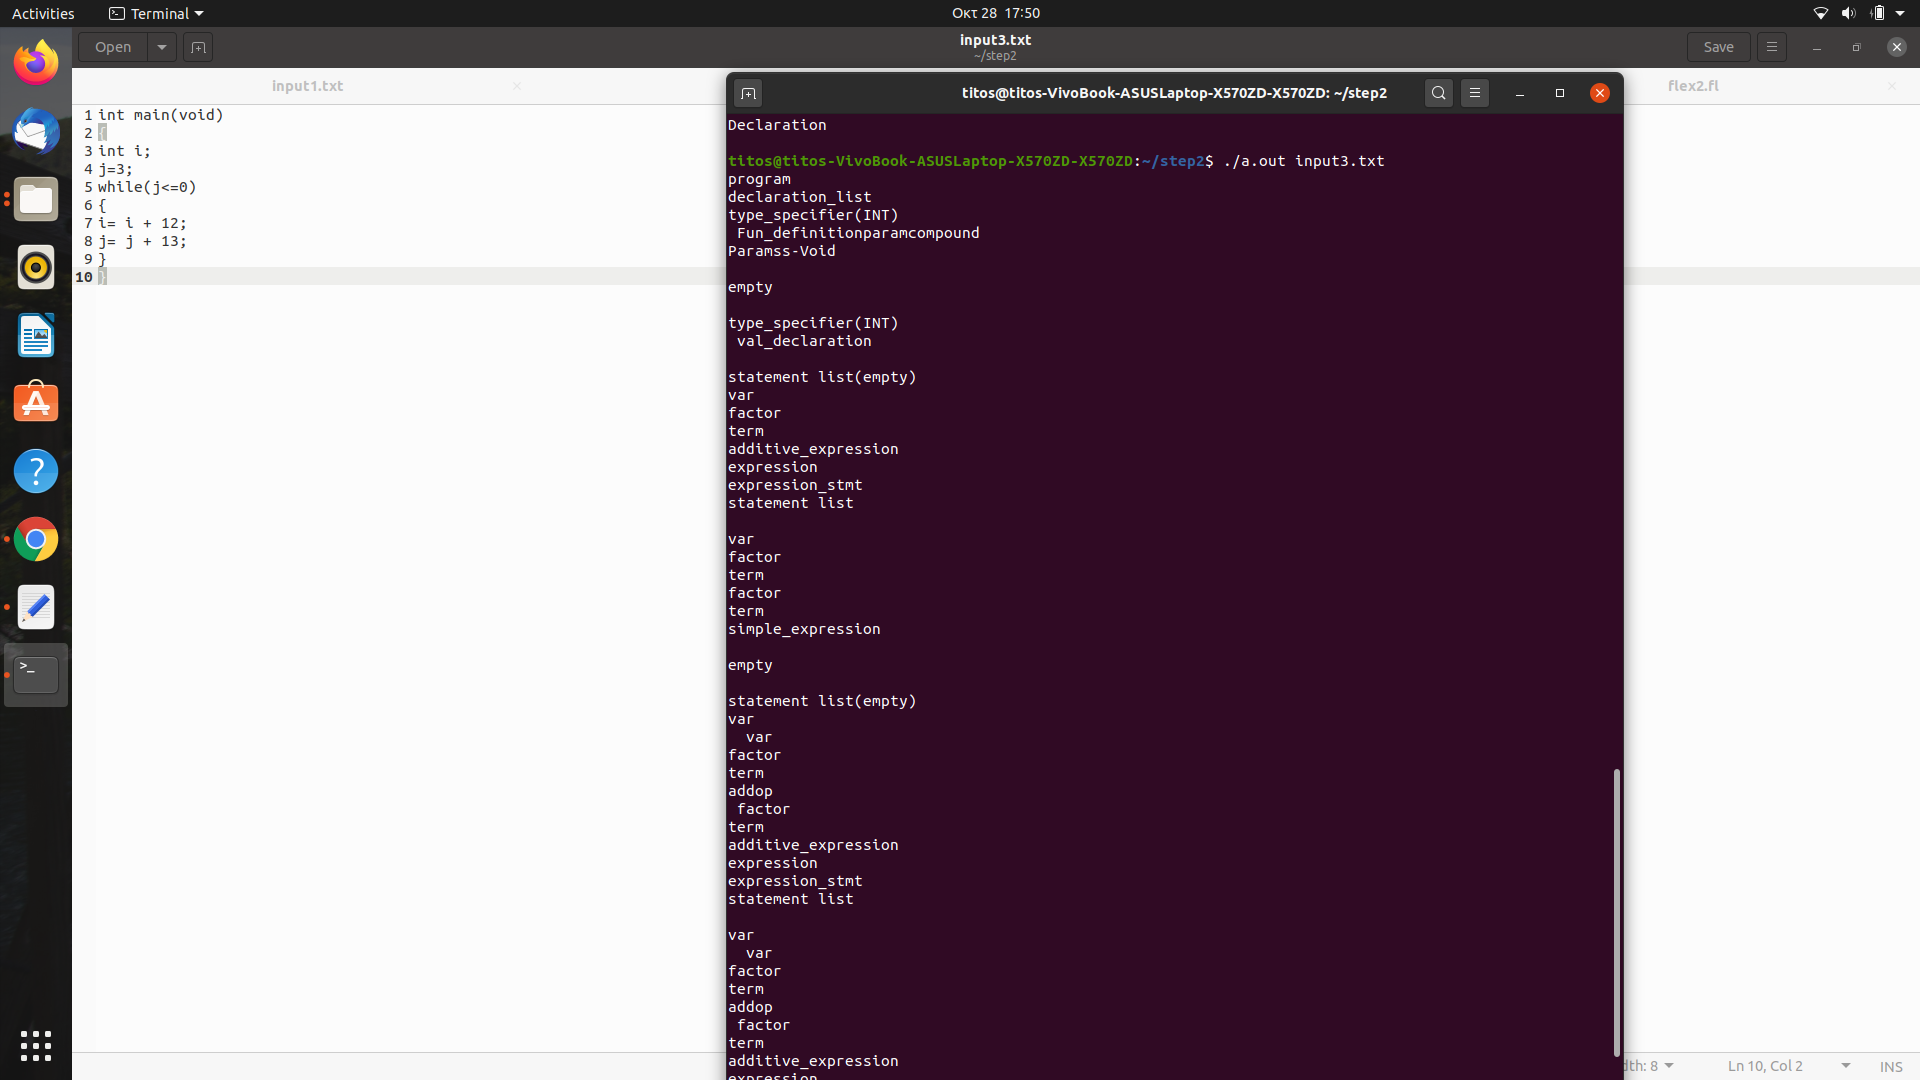 Activities
Terminal
Οκτ 28 17:50
Open
input3.txt
~/step2
Save
input1.txt
flex2.fl
1 int main(void)
2 {
3 int i;
4 j=3;
5 while(j<=0)
6 {
7 i= i + 12;
8 j= j + 13;
9 }
10 }
titos@titos-VivoBook-ASUSLaptop-X570ZD-X570ZD: ~/step2
Declaration
titos@titos-VivoBook-ASUSLaptop-X570ZD-X570ZD:~/step2$ ./a.out input3.txt
program
declaration_list
type_specifier(INT)
Fun_definitionparamcompound
Paramss-Void
empty
type_specifier(INT)
val_declaration
statement list(empty)
var
factor
term
additive_expression
expression
expression_stmt
statement list
var
factor
term
factor
term
simple_expression
empty
statement list(empty)
var
var
factor
term
addop
factor
term
additive_expression
expression
expression_stmt
statement list
var
var
factor
term
addop
factor
term
additive_expression
expression
dth: 8
Ln 10, Col 2
INS